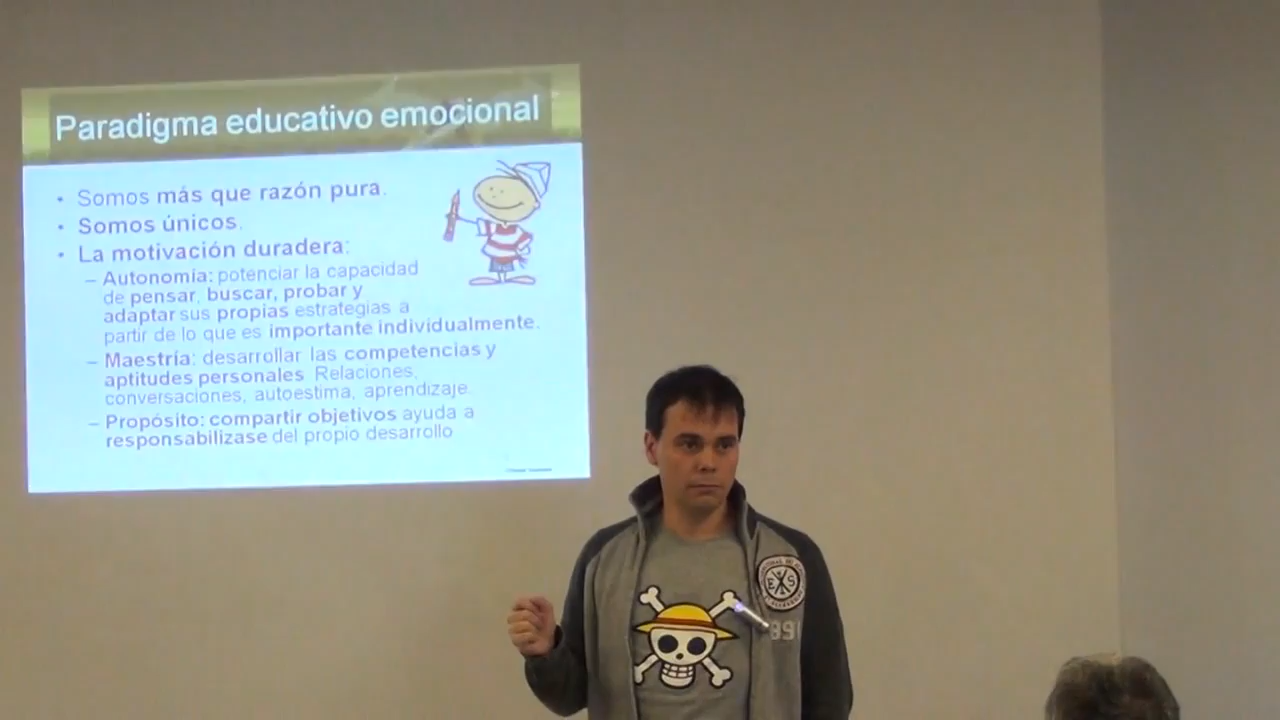 Paradigma educativo emocional
• Somos más que razón pura.
• Somos únicos.
• La motivación duradera:
– Autonomía: potenciar la capacidad
de pensar, buscar, probar y
adaptar sus propias estrategias a
partir de lo que es importante individualmente.
– Maestría: desarrollar las competencias y
aptitudes personales. Relaciones,
conversaciones, autoestima, aprendizaje.
– Propósito: compartir objetivos ayuda a
responsabilizase del propio desarrollo
E S
891